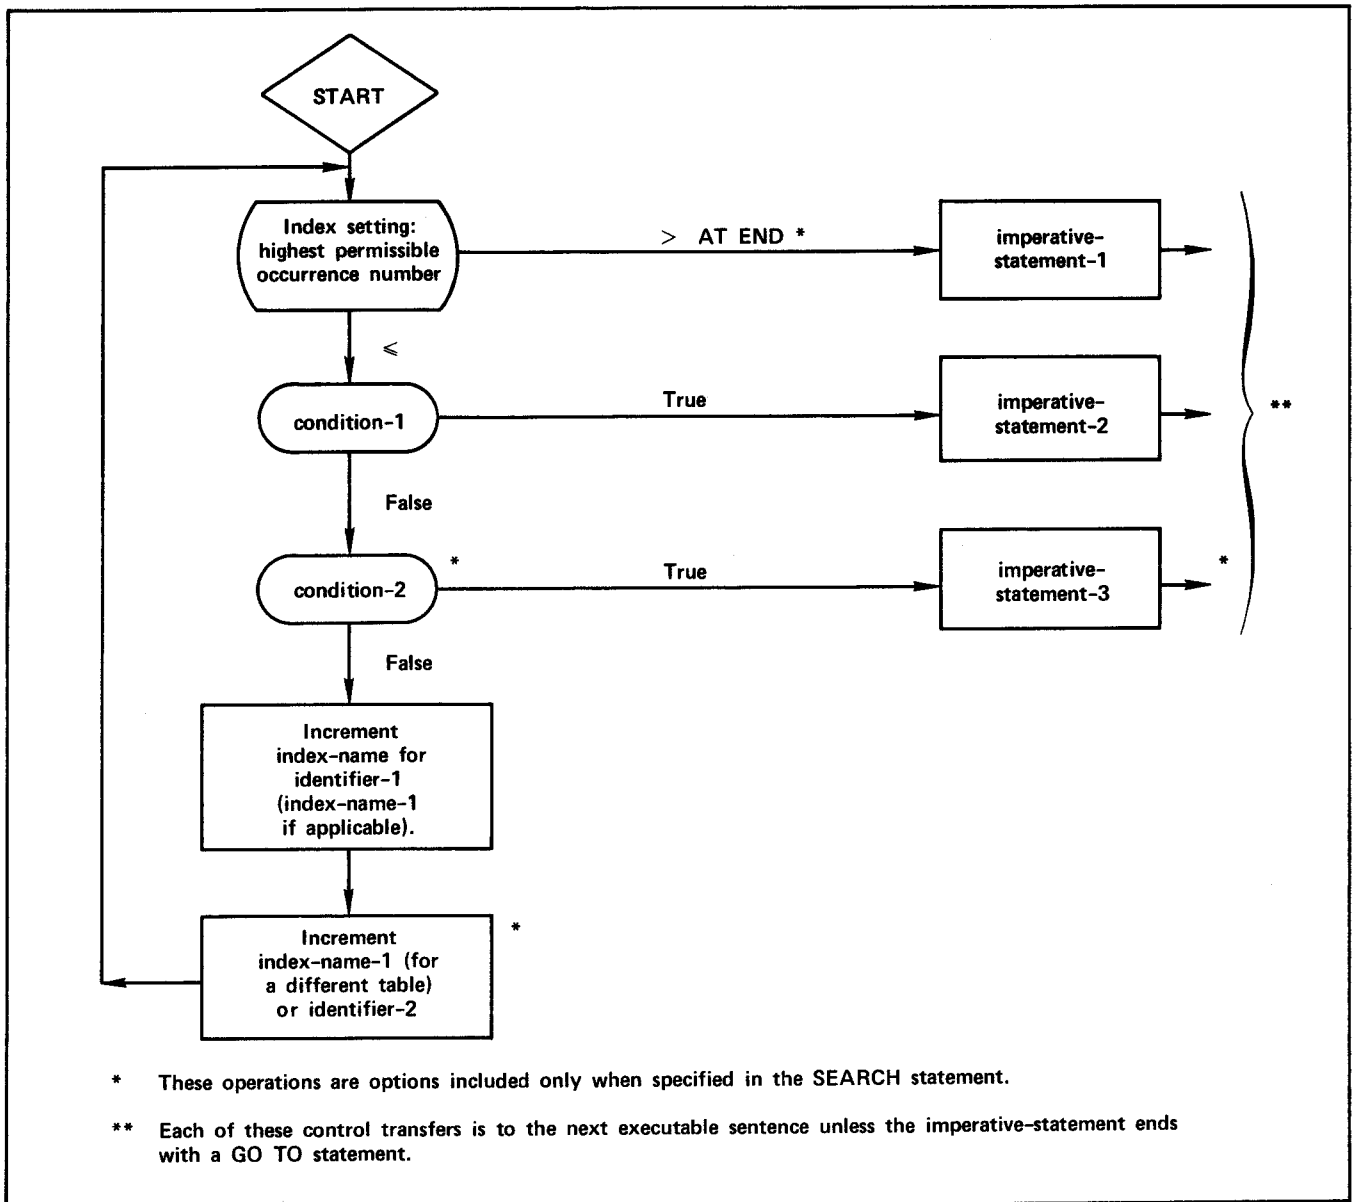 START
Index setting:
highest permissible
occurrence number
> AT END *
imperative-
statement-1
≤
condition-1
True
imperative-
statement-2
**
False
condition-2
*
True
imperative-
statement-3
*
False
Increment
index-name for
identifier-1
(index-name-1
if applicable).
Increment
index-name-1 (for
a different table)
or identifier-2
*
* These operations are options included only when specified in the SEARCH statement.
** Each of these control transfers is to the next executable sentence unless the imperative-statement ends
with a GO TO statement.